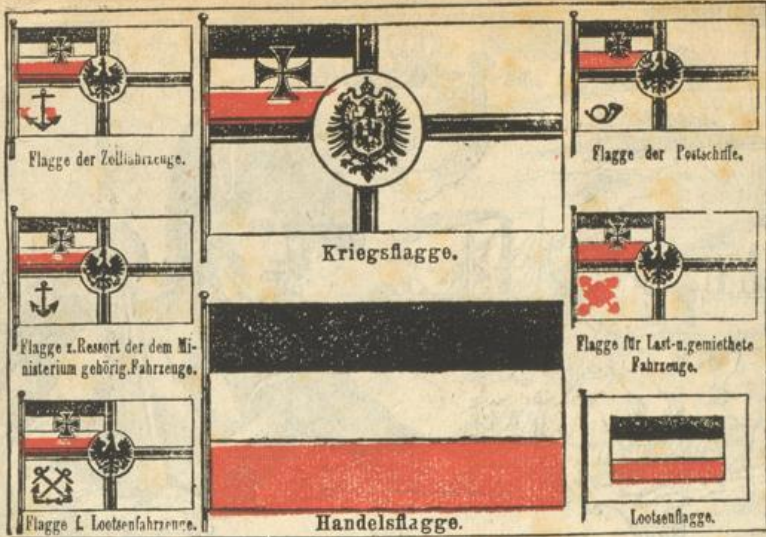 Flagge der Zollfahrzeuge.
Kriegsflagge.
Flagge der Postschiffe.
Flagge z. Ressort der dem Mi-
nisterium gehörig. Fahrzeuge.
Flagge für Last- u. gemiethete
Fahrzeuge.
Flagge f. Lootsenfahrzeuge.
Handelsflagge.
Lootsenflagge.